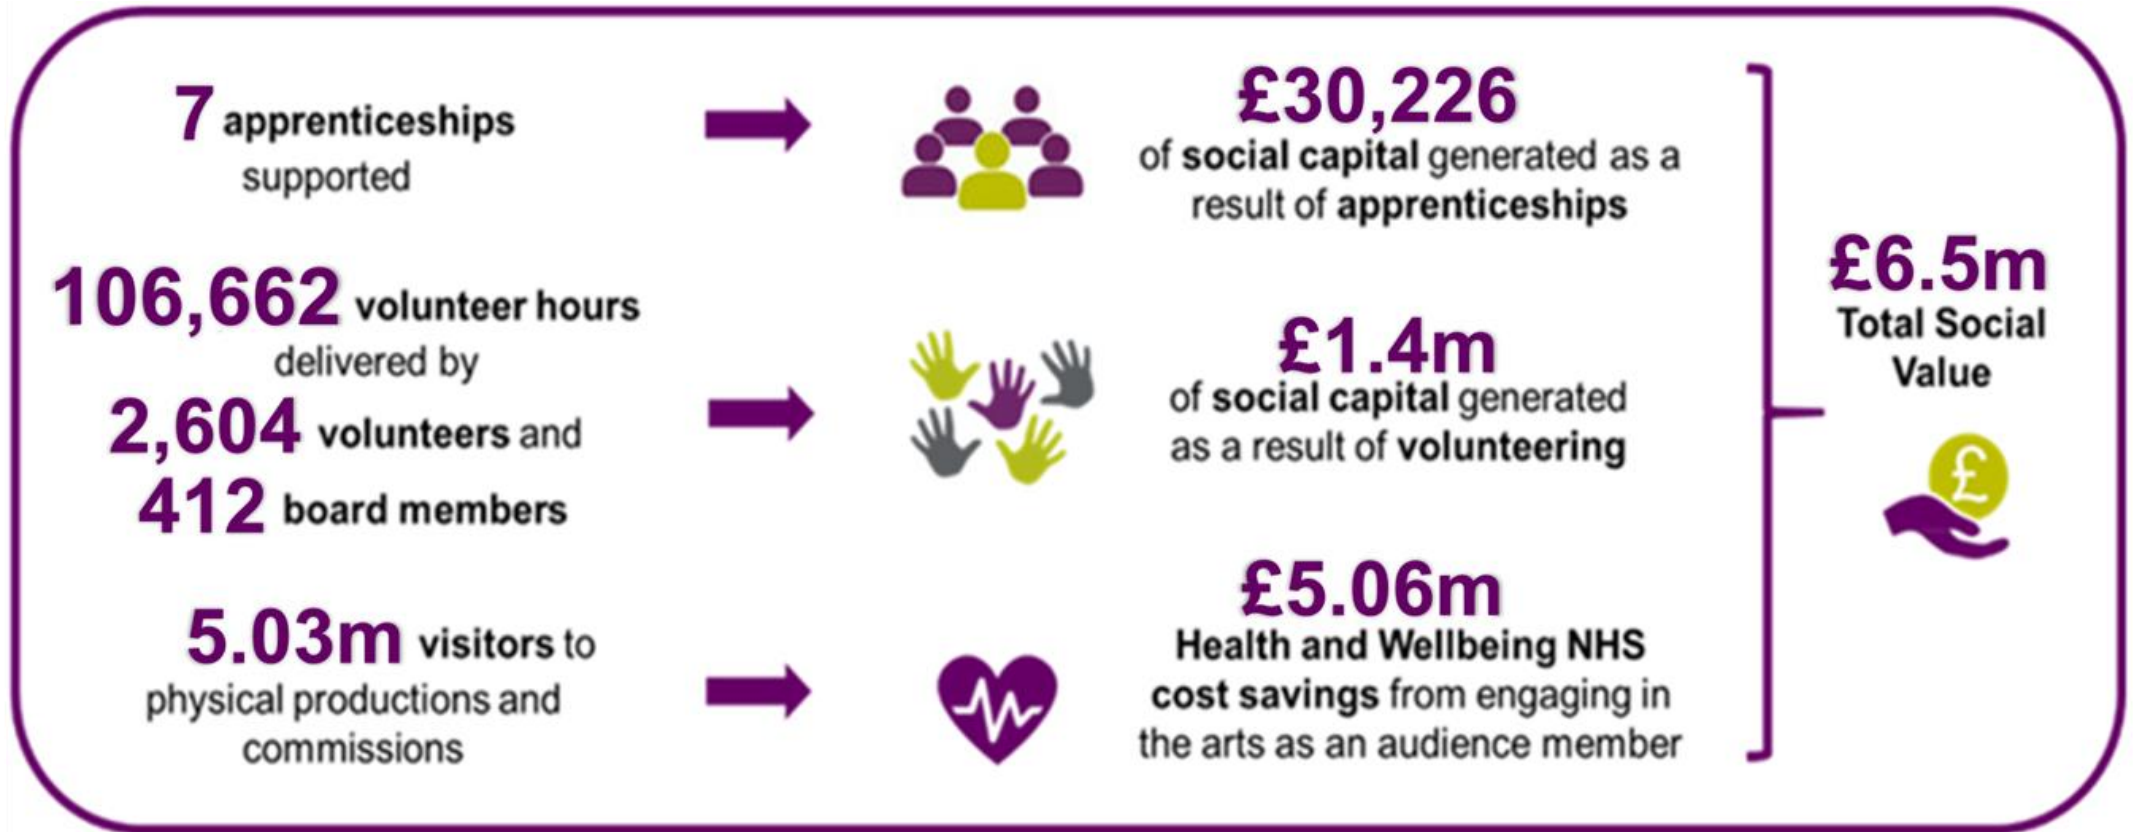 7 apprenticeships
supported
£30,226
of social capital generated as a
result of apprenticeships
106,662 volunteer hours
delivered by
2,604 volunteers and
412 board members
£1.4m
of social capital generated
as a result of volunteering
5.03m visitors to
physical productions and
commissions
£5.06m
Health and Wellbeing NHS
cost savings from engaging in
the arts as an audience member
£6.5m
Total Social
Value
£